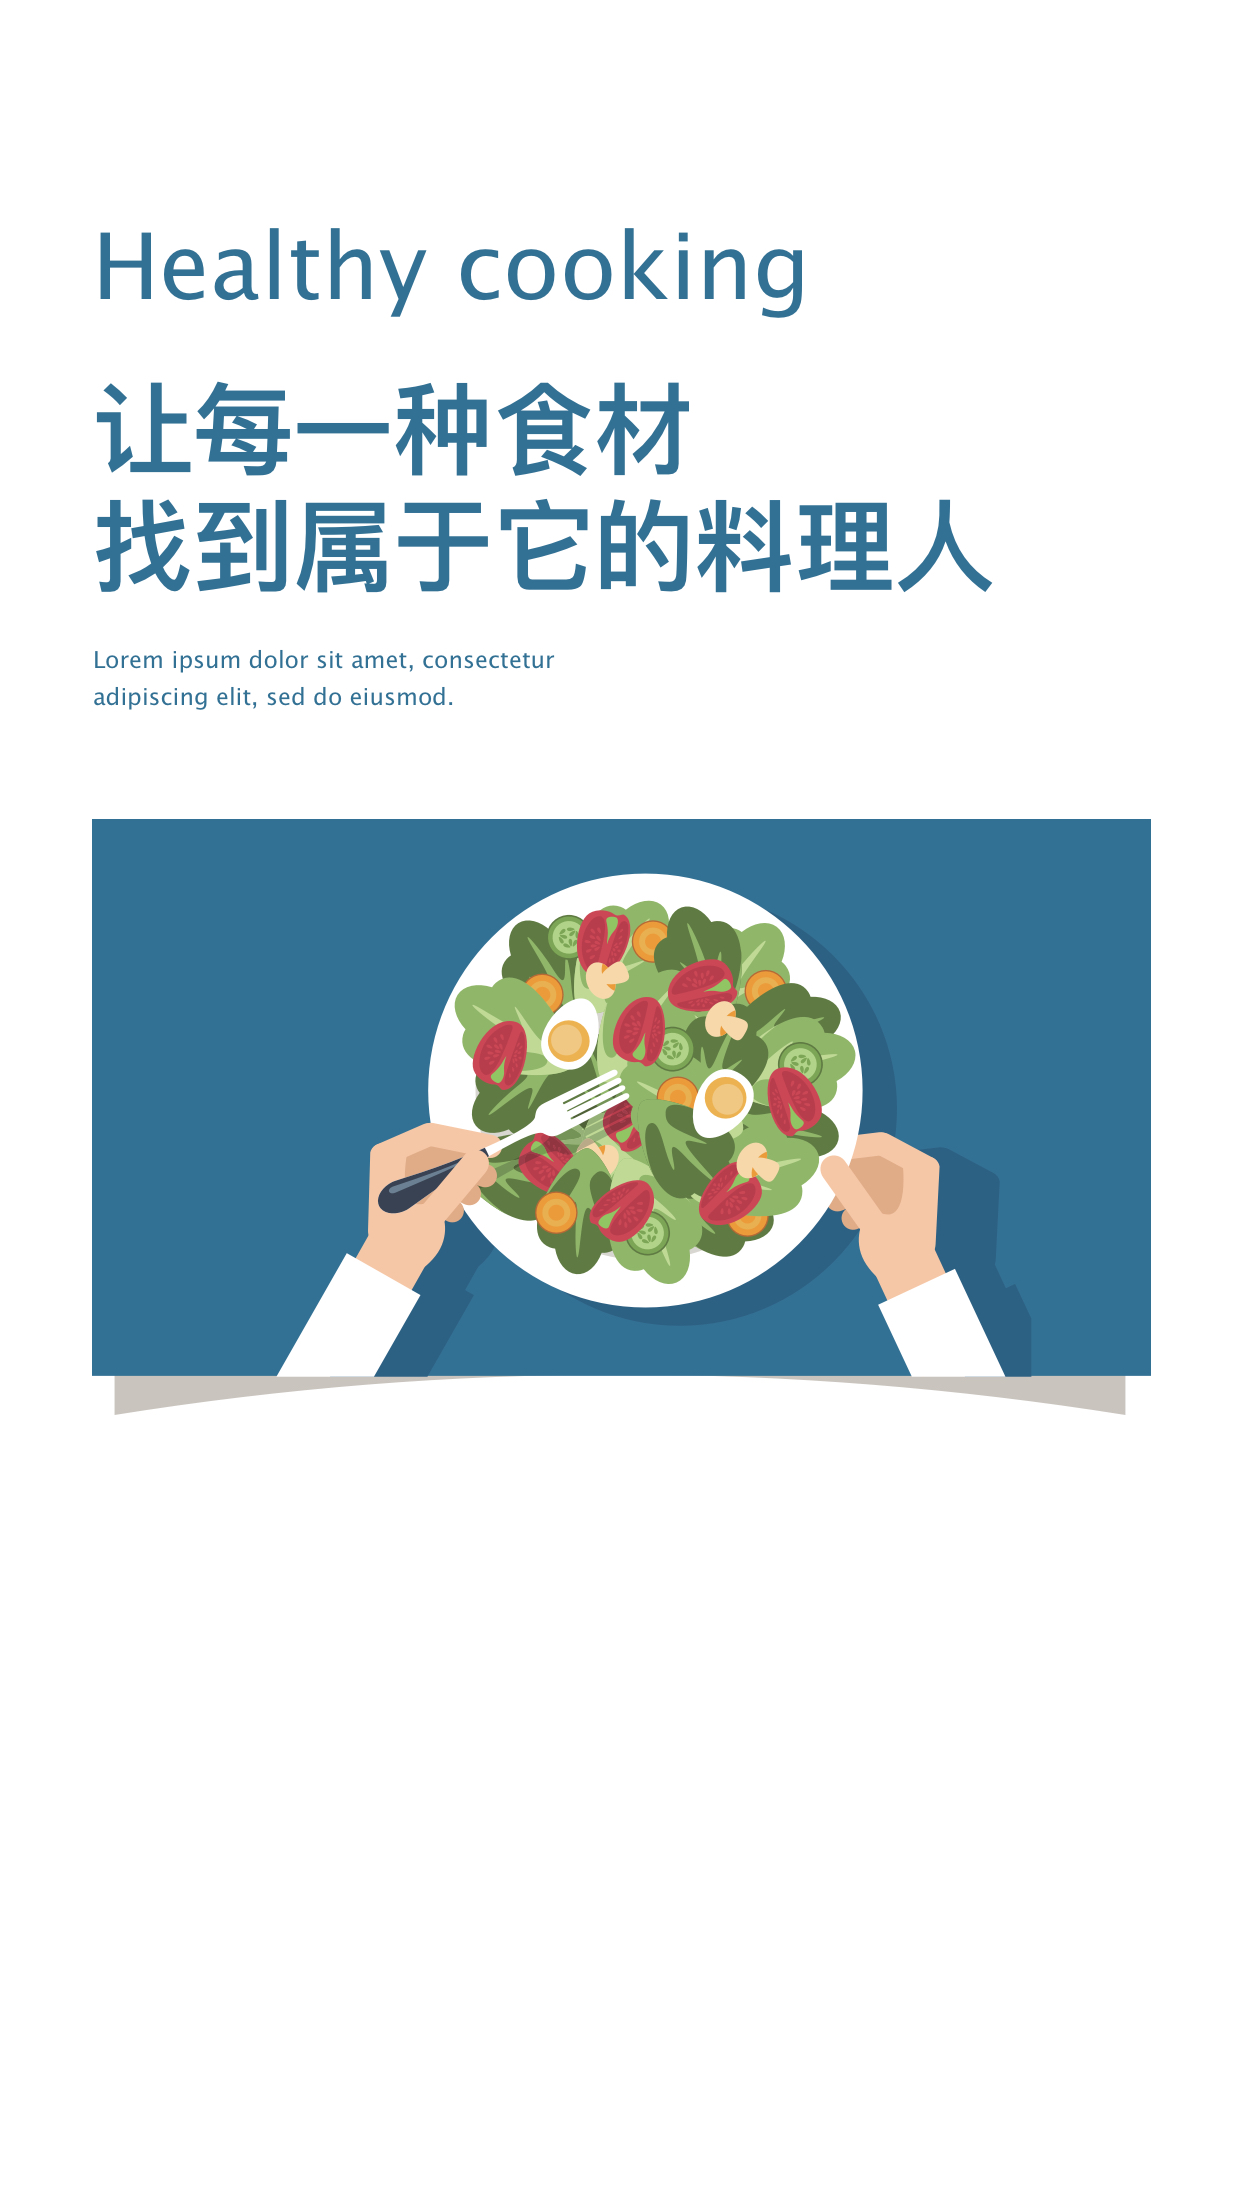 Healthy cooking
让每一种食材
找到属于它的料理人
Lorem ipsum dolor sit amet, consectetur
adipiscing elit, sed do eiusmod.